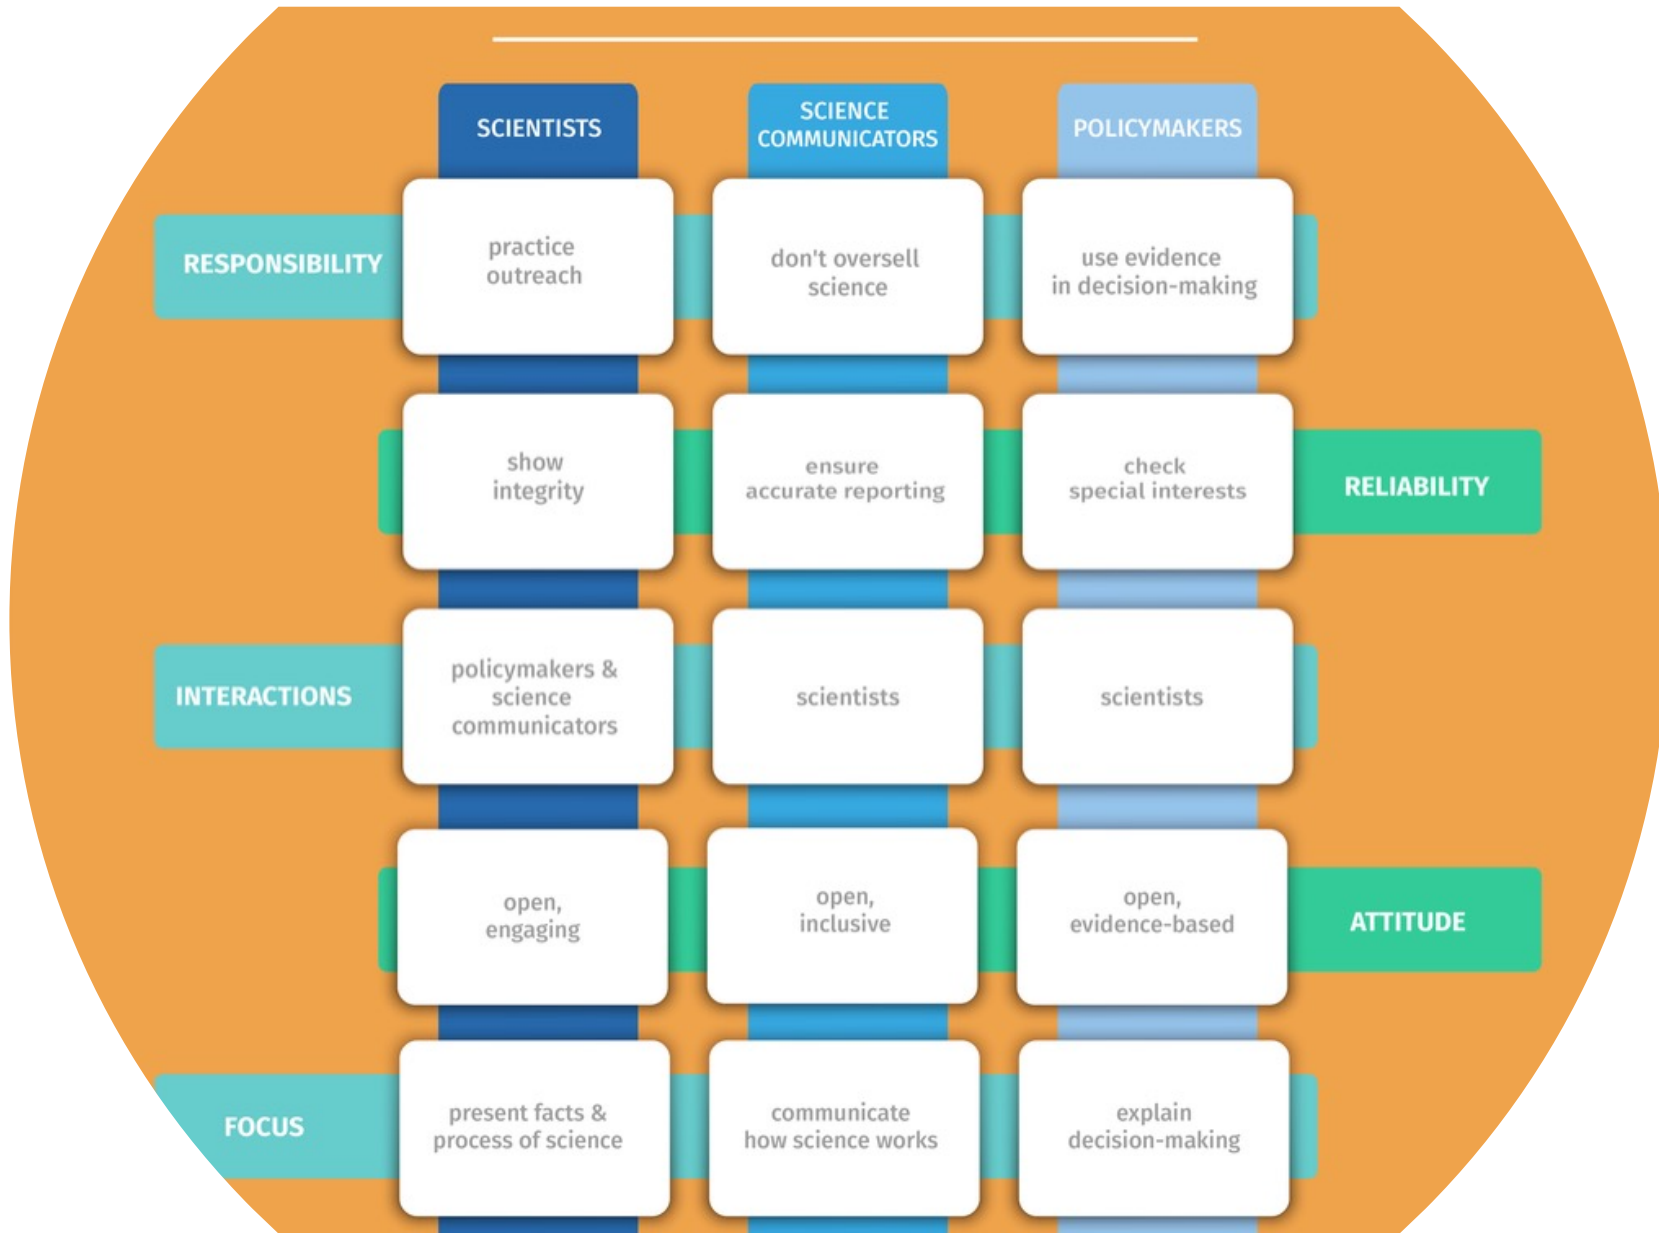 SCIENTISTS
SCIENCE
COMMUNICATORS
POLICYMAKERS
RESPONSIBILITY
practice
outreach
don't oversell
science
use evidence
in decision-making
show
integrity
ensure
accurate reporting
check
special interests
RELIABILITY
INTERACTIONS
policymakers &
science
communicators
scientists
scientists
open,
engaging
open,
inclusive
open,
evidence-based
ATTITUDE
FOCUS
present facts &
process of science
communicate
how science works
explain
decision-making